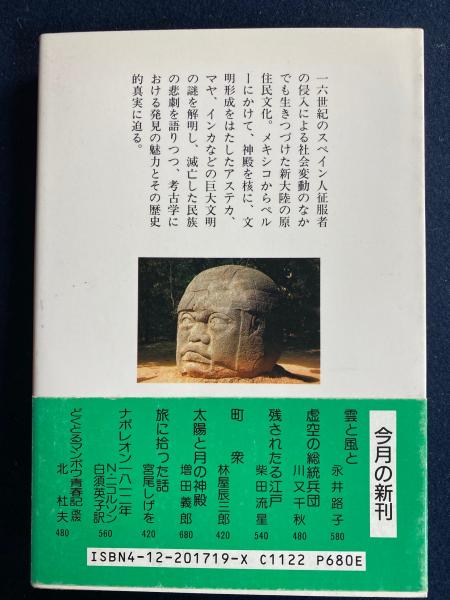 一六世紀のスペイン人征服者
の侵入による社会変動のなか
でも生きつづけた新大陸の原
住民文化。メキシコからペル
ーにかけて、神殿を核に、文
明形成をはたしたアステカ、
マヤ、インカなどの巨大文明
の謎を解明し、滅亡した民族
の悲劇を語りつつ、考古学に
おける発見の魅力とその歴史
的真実に迫る。
今月の新刊
雲と風と
永井路子
580
虚空の総統兵団
川又千秋
480
残されたる江戸
柴田流星
540
町衆
林屋辰三郎
420
太陽と月の神殿
増田義郎
680
旅に拾った話
宮尾しげを
420
ナポレオン一八一二年
N・ニコルソン
白須英子訳
560
どくとるマンボウ青春記 改版
北杜夫
480
ISBN4-12-201719-X C1122 P680E